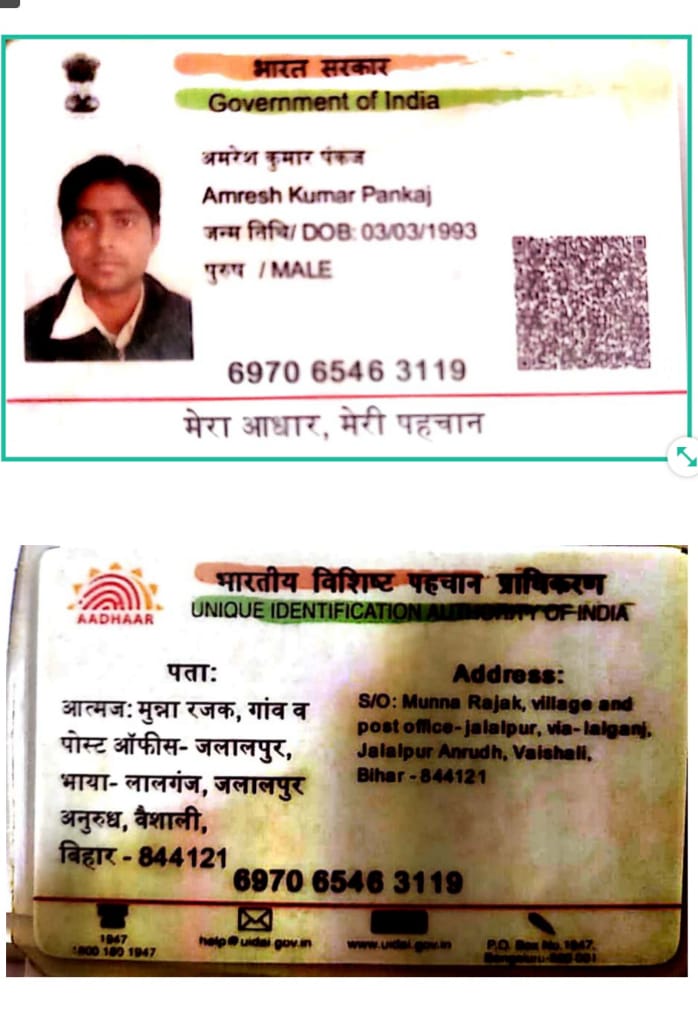 भारत सरकार
Government of India
अमरेश कुमार पंकज
Amresh Kumar Pankaj
जन्म तिथि/ DOB: 03/03/1993
पुरुष / MALE
6970 6546 3119
मेरा आधार, मेरी पहचान
भारतीय विशिष्ट पहचान प्राधिकरण
UNIQUE IDENTIFICATION AUTHORITY OF INDIA
AADHAAR
पता:
आत्मज: मुन्ना रजक, गांव व
पोस्ट ऑफीस- जलालपुर,
भाया- लालगंज, जलालपुर
अनुरुध, वैशाली,
बिहार - 844121
Address:
S/O: Munna Rajak, village and
post office-jalalpur, via-lalganj,
Jalalpur Anrudh, Vaishali,
Bihar - 844121
6970 6546 3119
1947
1800 180 1947
help@uidai.gov.in
www.uidai.gov.in
P.O. Box No.1947,
Bengaluru-560 001